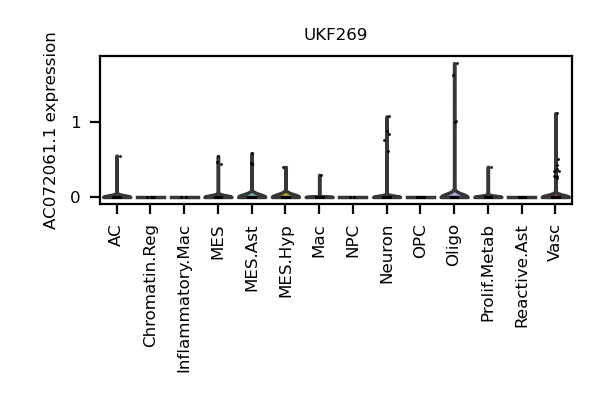 UKF269
AC072061.1 expression
1
0
AC
Chromatin.Reg
Inflammatory.Mac
MES
MES.Ast
MES.Hyp
Mac
NPC
Neuron
OPC
Oligo
Prolif.Metab
Reactive.Ast
Vasc